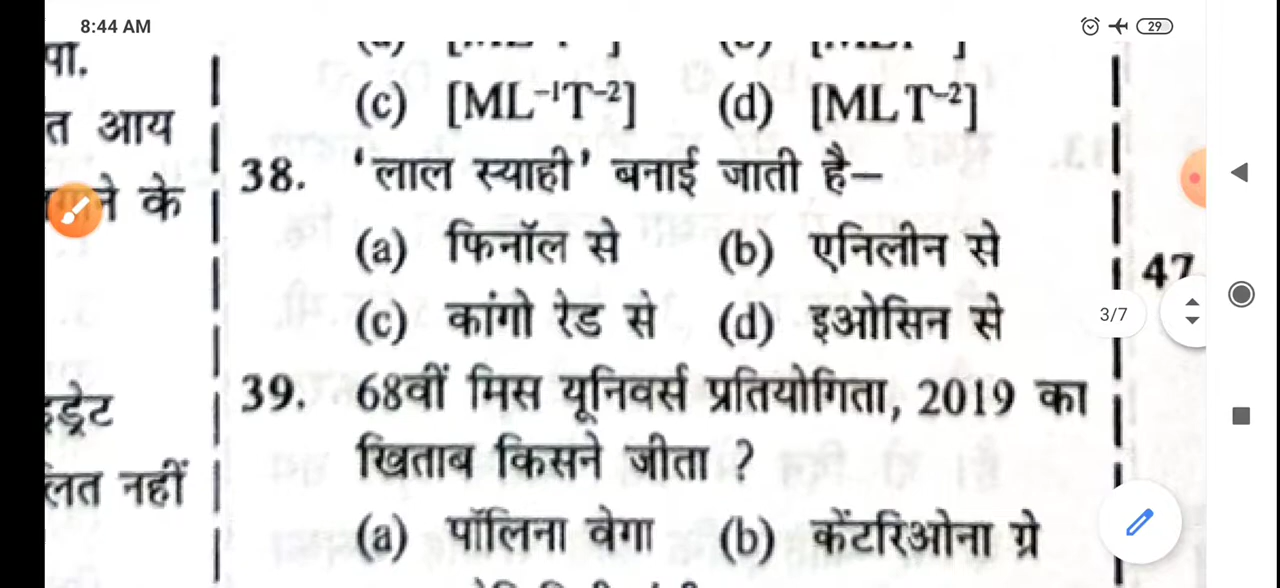 8:44 AM
29
पा.
त आय
ने के
(c) [ML⁻¹T⁻²] (d) [MLT⁻²]
38. 'लाल स्याही' बनाई जाती है–
(a) फिनॉल से (b) एनिलीन से
(c) कांगो रेड से (d) इओसिन से
47
3/7
39. 68वीं मिस यूनिवर्स प्रतियोगिता, 2019 का
खिताब किसने जीता ?
(a) पॉलिना वेगा (b) केंटरिओना ग्रे
लत नहीं